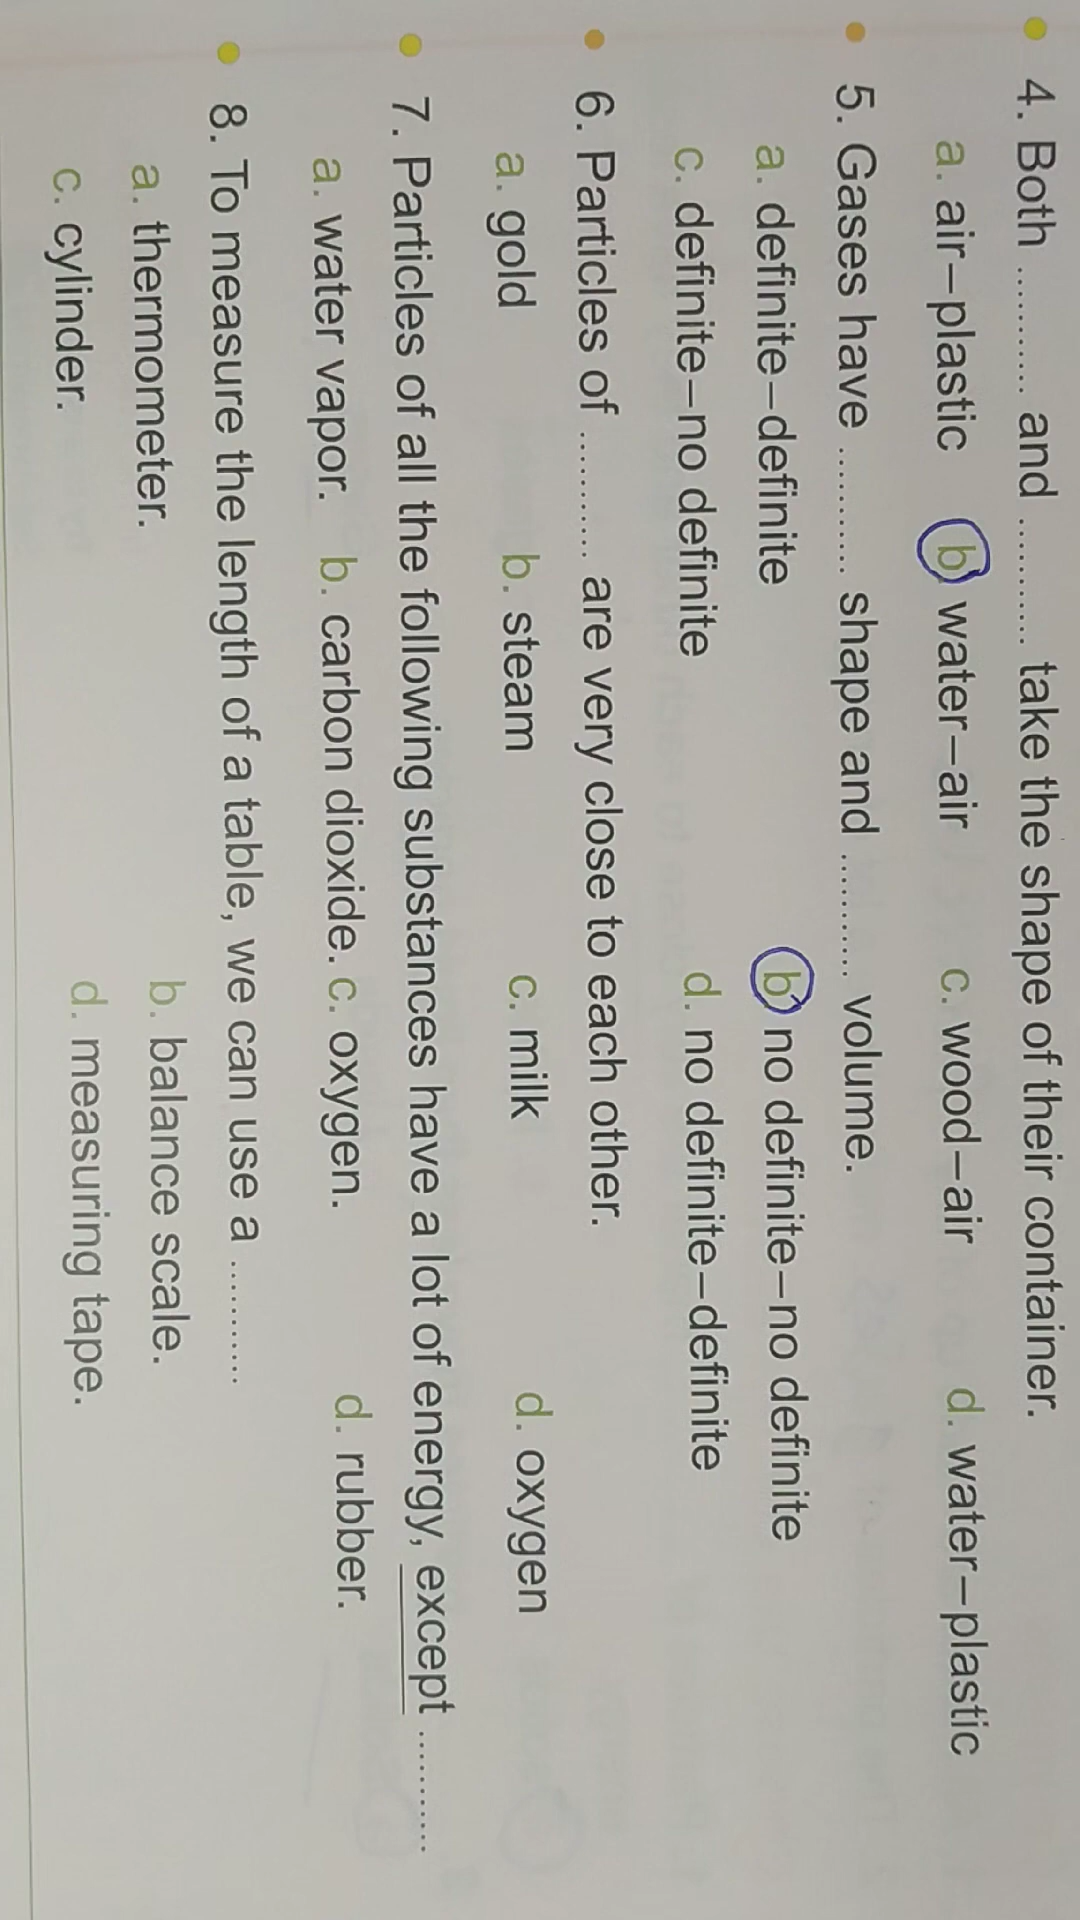 4. Both .......... and .......... take the shape of their container.
a. air–plastic b. water–air c. wood–air d. water–plastic
5. Gases have .......... shape and .......... volume.
a. definite–definite b. no definite–no definite
c. definite–no definite d. no definite–definite
6. Particles of .......... are very close to each other.
a. gold b. steam c. milk d. oxygen
7. Particles of all the following substances have a lot of energy, except ..........
a. water vapor. b. carbon dioxide. c. oxygen. d. rubber.
8. To measure the length of a table, we can use a ..........
a. thermometer. b. balance scale.
c. cylinder. d. measuring tape.